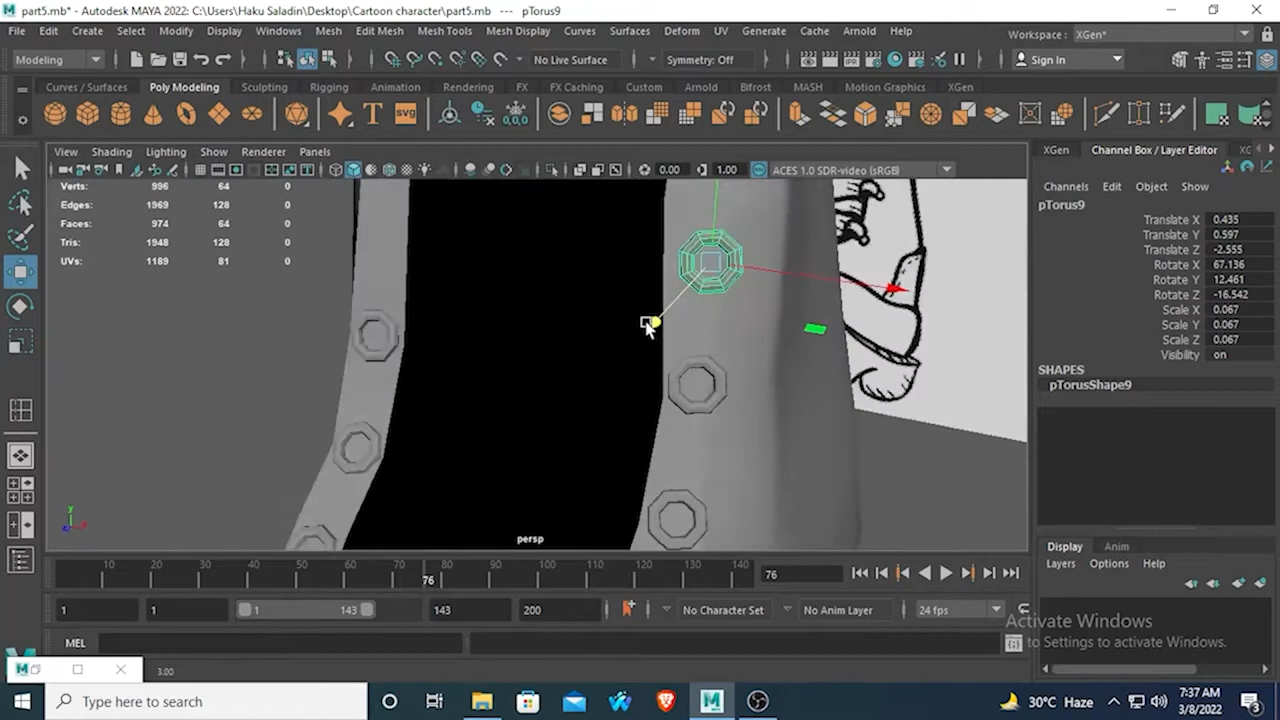 part5.mb* - Autodesk MAYA 2022: C:\Users\Haku Saladin\Desktop\Cartoon character\part5.mb --- pTorus9
File Edit Create Select Modify Display Windows Mesh Edit Mesh Mesh Tools Mesh Display Curves Surfaces Deform UV Generate Cache Arnold Help
Workspace : XGen*
Modeling No Live Surface Symmetry: Off Sign In
Curves / Surfaces Poly Modeling Sculpting Rigging Animation Rendering FX FX Caching Custom Arnold Bifrost MASH Motion Graphics XGen
T svg 0,0,0
View Shading Lighting Show Renderer Panels
XGen Channel Box / Layer Editor
0.00 1.00 ACES 1.0 SDR-video (sRGB)
Channels Edit Object Show
Verts: 996 64 0
Edges: 1969 128 0
Faces: 974 64 0
Tris: 1948 128 0
UVs: 1189 81 0
pTorus9
Translate X 0.435
Translate Y 0.597
Translate Z -2.555
Rotate X 67.136
Rotate Y 12.461
Rotate Z -16.542
Scale X 0.067
Scale Y 0.067
Scale Z 0.067
Visibility on
SHAPES
pTorusShape9
persp
Display Anim
Layers Options Help
10 20 30 40 50 60 70 80 90 100 110 120 130 140
76
76
1 1 1 143 143 200 No Character Set No Anim Layer 24 fps
Activate Windows
to Settings to activate Windows.
MEL
3.00
Type here to search
30°C Haze
7:37 AM
3/8/2022
3